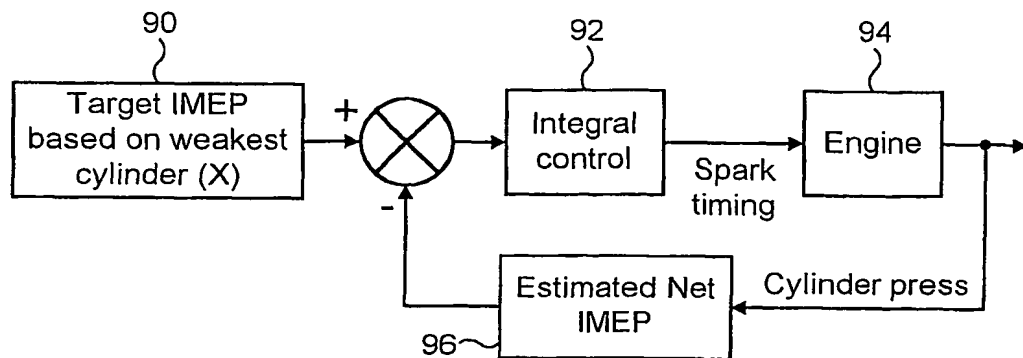 90
92
94
Target IMEP
based on weakest
cylinder (X)
+
-
Integral
control
Spark
timing
Engine
Cylinder press
Estimated Net
IMEP
96